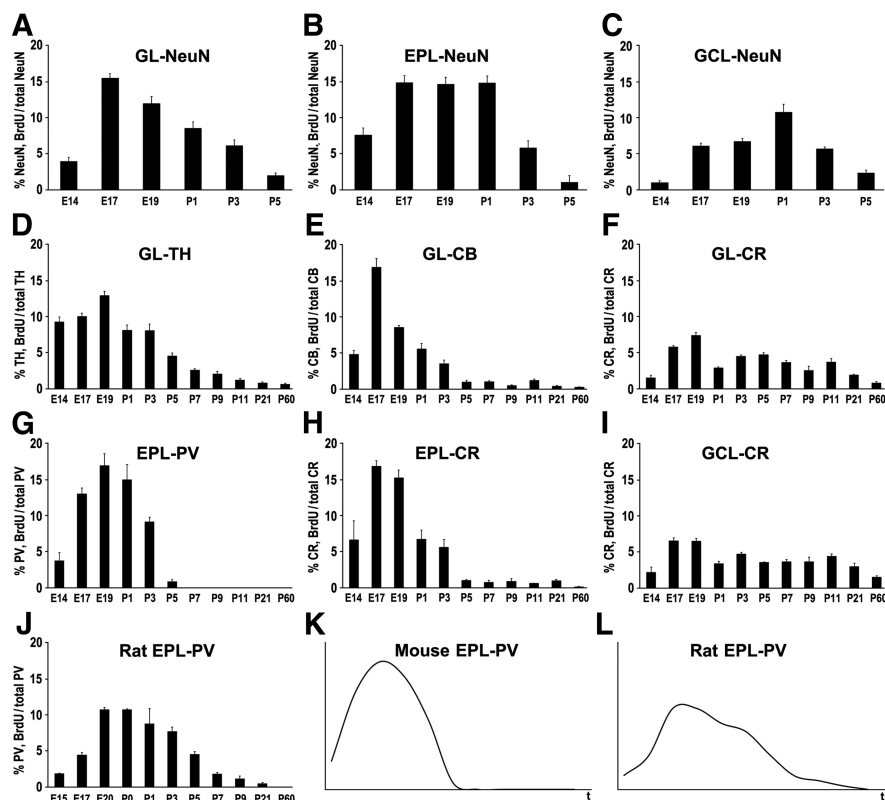 A GL-NeuN
% NeuN, BrdU / total NeuN
20
15
10
5
0
E14 E17 E19 P1 P3 P5
B EPL-NeuN
% NeuN, BrdU / total NeuN
20
15
10
5
0
E14 E17 E19 P1 P3 P5
C GCL-NeuN
% NeuN, BrdU / total NeuN
20
15
10
5
0
E14 E17 E19 P1 P3 P5
D GL-TH
% TH, BrdU / total TH
20
15
10
5
0
E14 E17 E19 P1 P3 P5 P7 P9 P11 P21 P60
E GL-CB
% CB, BrdU / total CB
20
15
10
5
0
E14 E17 E19 P1 P3 P5 P7 P9 P11 P21 P60
F GL-CR
% CR, BrdU / total CR
20
15
10
5
0
E14 E17 E19 P1 P3 P5 P7 P9 P11 P21 P60
G EPL-PV
% PV, BrdU / total PV
20
15
10
5
0
E14 E17 E19 P1 P3 P5 P7 P9 P11 P21 P60
H EPL-CR
% CR, BrdU / total CR
20
15
10
5
0
E14 E17 E19 P1 P3 P5 P7 P9 P11 P21 P60
I GCL-CR
% CR, BrdU / total CR
20
15
10
5
0
E14 E17 E19 P1 P3 P5 P7 P9 P11 P21 P60
J Rat EPL-PV
% PV, BrdU / total PV
20
15
10
5
0
E15 E17 E20 P0 P1 P3 P5 P7 P9 P21 P60
K Mouse EPL-PV
t
L Rat EPL-PV
t